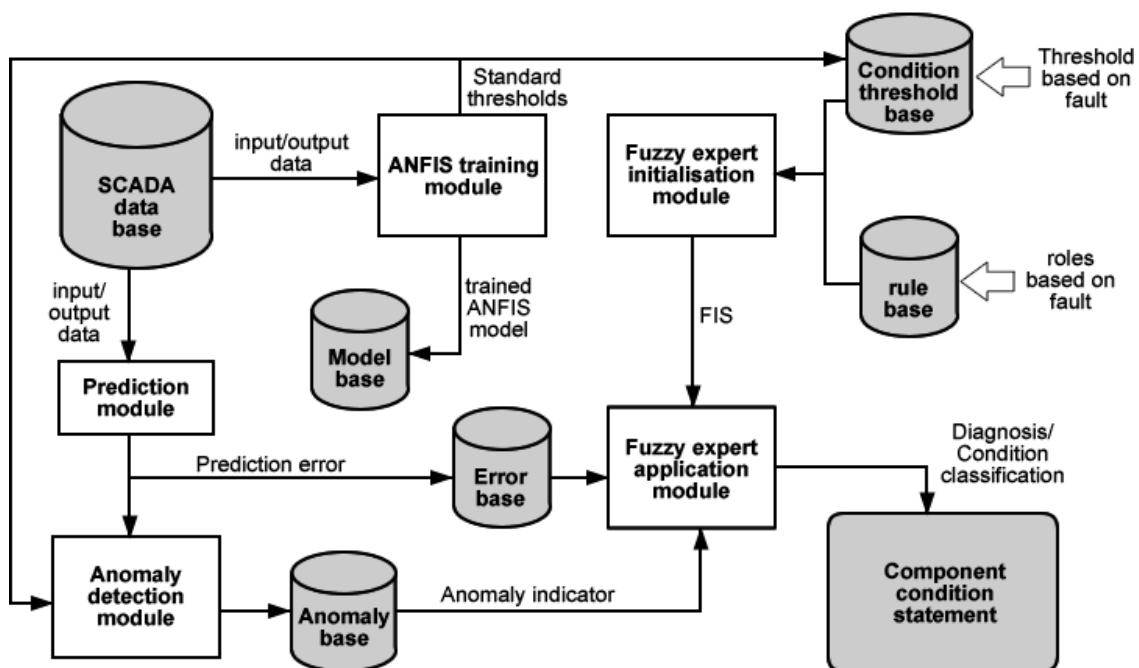 Standard
thresholds
Condition
threshold
base
Threshold
based on
fault
SCADA
data
base
input/output
data
ANFIS training
module
Fuzzy expert
initialisation
module
rule
base
roles
based on
fault
input/
output
data
trained
ANFIS
model
Model
base
FIS
Prediction
module
Prediction error
Error
base
Fuzzy expert
application
module
Diagnosis/
Condition
classification
Anomaly
detection
module
Anomaly
base
Anomaly indicator
Component
condition
statement